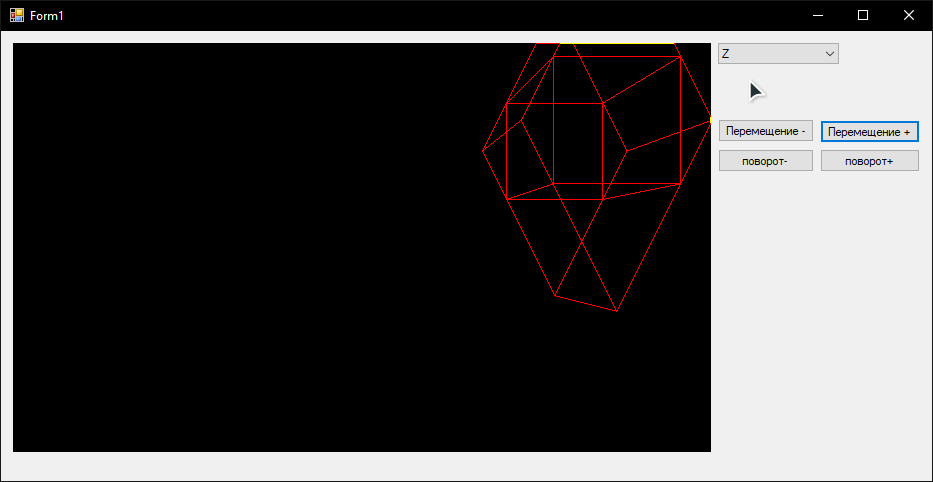 Form1
Z
Перемещение -
Перемещение +
поворот-
поворот+